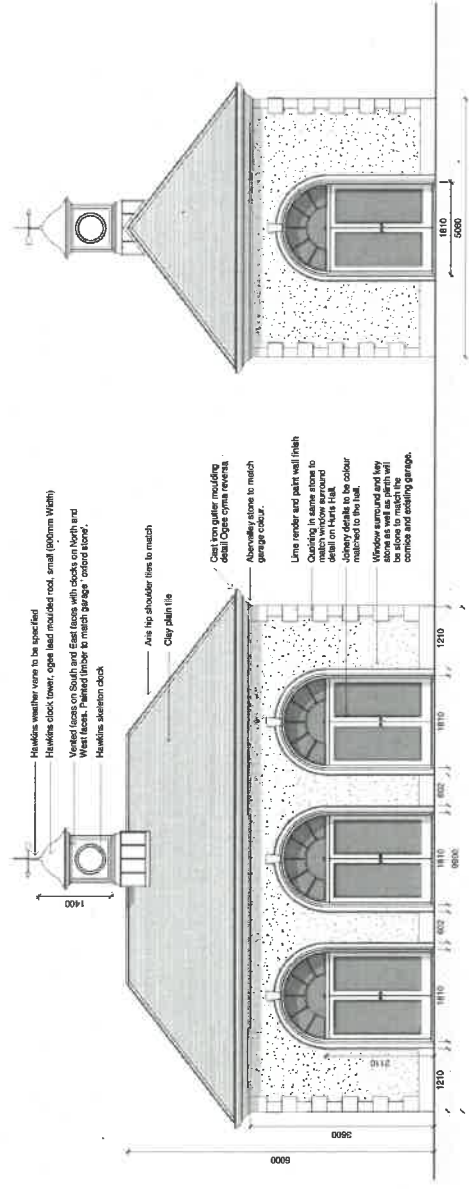 Hawkins weather vane to be specified
Hawkins clock tower, ogee lead moulded roof, small (900mm Width)
Vented faces on South and East faces with clocks on North and
West faces. Painted timber to match garage ' oxford stone'.
Hawkins skeleton clock
Aris hip shoulder tiles to match
Clay plain tile
Cast iron gutter moulding
detail Ogee cyma reversa
Abervalley stone to match
garage colour.
Lime render and paint wall finish
Quoining in same stone to
match window surround
detail on Hurts Hall.
Joinery details to be colour
matched to the hall.
Window surround and key
stone as well as plinth will
be stone to match the
cornice and existing garage.
1400
5000
3500
2110
1210
1810
602
1810
602
1810
1210
9900
1810
5060